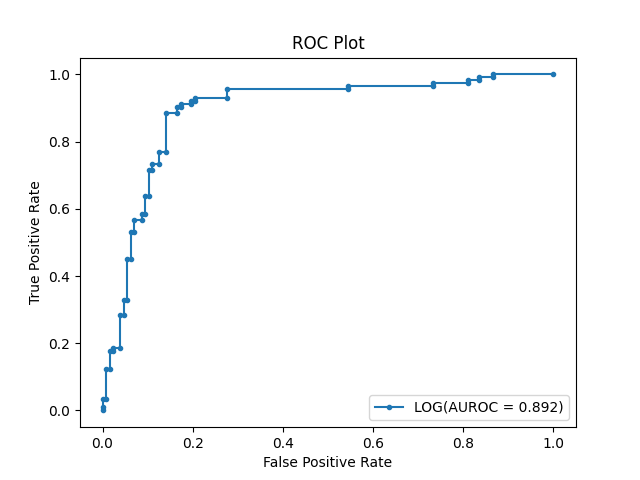 ROC Plot
True Positive Rate
1.0
0.8
0.6
0.4
0.2
0.0
LOG(AUROC = 0.892)
0.0 0.2 0.4 0.6 0.8 1.0
False Positive Rate